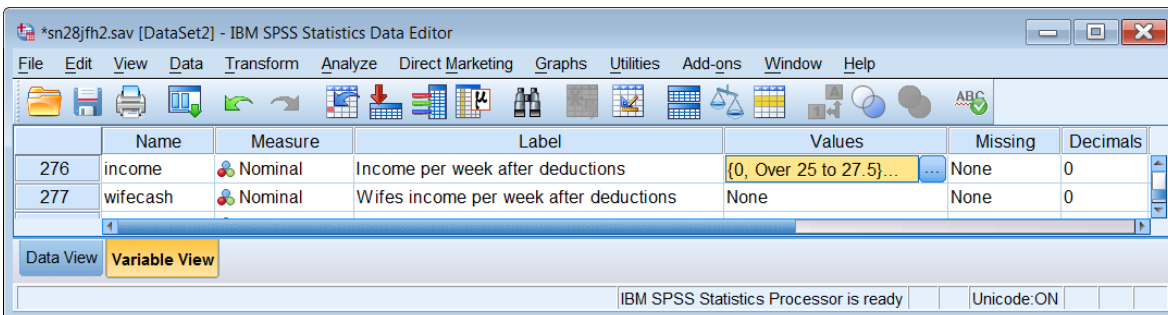 *sn28jfh2.sav [DataSet2] - IBM SPSS Statistics Data Editor
File Edit View Data Transform Analyze Direct Marketing Graphs Utilities Add-ons Window Help
μ A 1 4 ABC
Name Measure Label Values Missing Decimals
276 income Nominal Income per week after deductions {0, Over 25 to 27.5}... ... None 0
277 wifecash Nominal Wifes income per week after deductions None None 0
Data View Variable View
IBM SPSS Statistics Processor is ready Unicode:ON